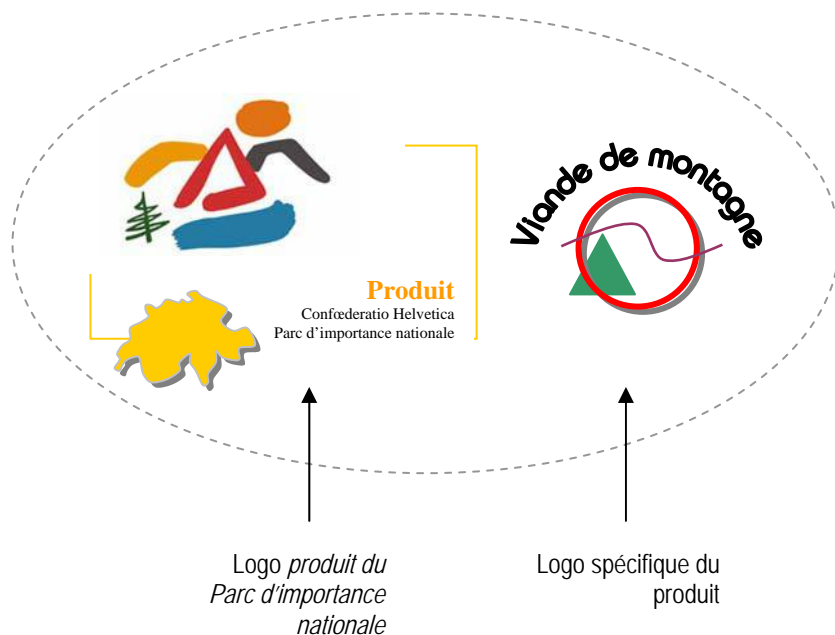 Viande de montagne
Produit
Confœderatio Helvetica
Parc d'importance nationale
Logo produit du
Parc d'importance
nationale
Logo spécifique du
produit